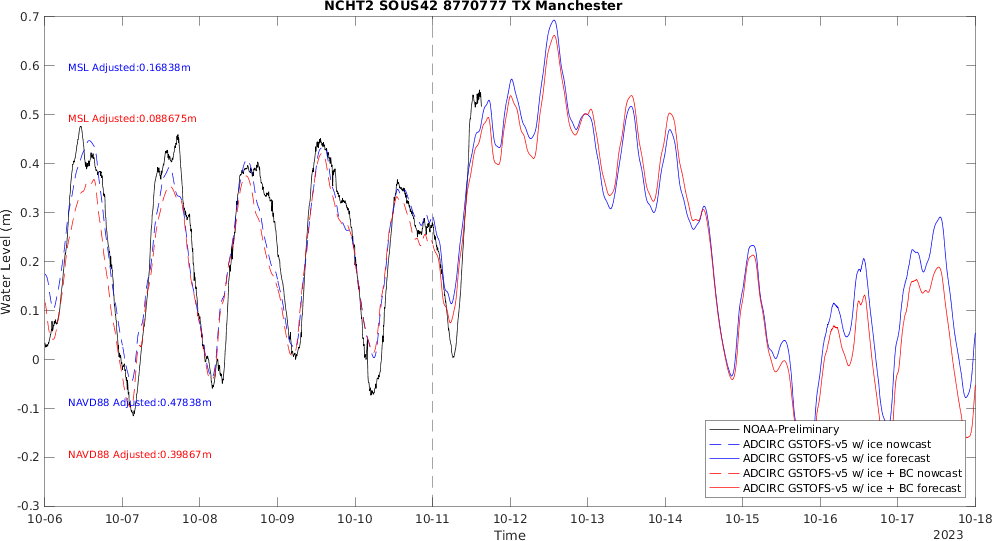 NCHT2 SOUS42 8770777 TX Manchester
0.7
0.6
0.5
0.4
0.3
0.2
0.1
0
-0.1
-0.2
-0.3
Water Level (m)
MSL Adjusted:0.16838m
MSL Adjusted:0.088675m
NAVD88 Adjusted:0.47838m
NAVD88 Adjusted:0.39867m
NOAA-Preliminary
ADCIRC GSTOFS-v5 w/ ice nowcast
ADCIRC GSTOFS-v5 w/ ice forecast
ADCIRC GSTOFS-v5 w/ ice + BC nowcast
ADCIRC GSTOFS-v5 w/ ice + BC forecast
10-06 10-07 10-08 10-09 10-10 10-11 10-12 10-13 10-14 10-15 10-16 10-17 10-18
Time
2023